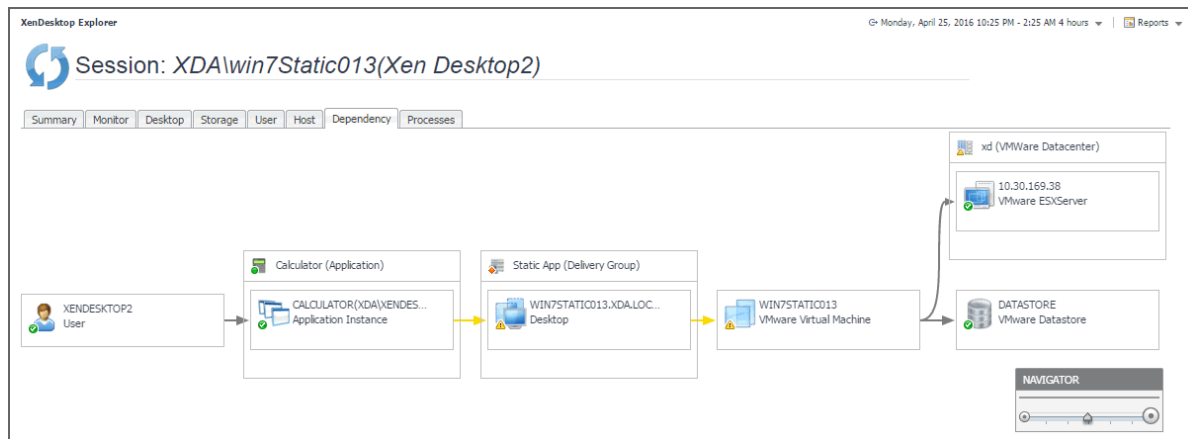 XenDesktop Explorer
Monday, April 25, 2016 10:25 PM - 2:25 AM 4 hours
Reports
Session: XDA\win7Static013(Xen Desktop2)
Summary
Monitor
Desktop
Storage
User
Host
Dependency
Processes
xd (VMWare Datacenter)
10.30.169.38
VMware ESXServer
Calculator (Application)
Static App (Delivery Group)
XENDESKTOP2
User
CALCULATOR(XDA\XENDES...
Application Instance
WIN7STATIC013.XDA.LOC...
Desktop
WIN7STATIC013
VMware Virtual Machine
DATASTORE
VMware Datastore
NAVIGATOR